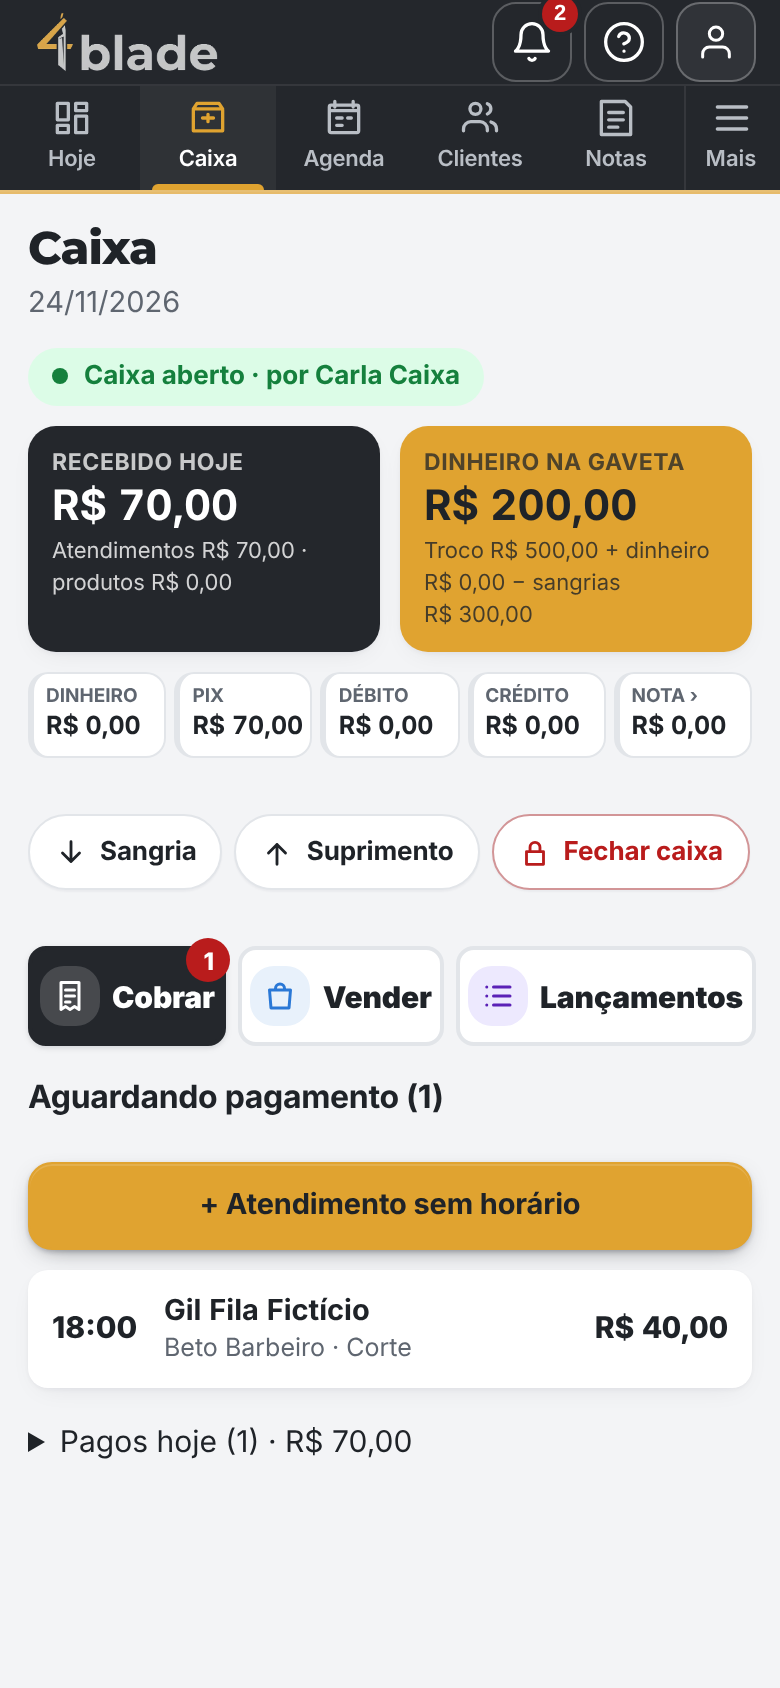 4blade
2
Hoje
Caixa
Agenda
Clientes
Notas
Mais
Caixa
24/11/2026
Caixa aberto · por Carla Caixa
RECEBIDO HOJE
R$ 70,00
Atendimentos R$ 70,00 ·
produtos R$ 0,00
DINHEIRO NA GAVETA
R$ 200,00
Troco R$ 500,00 + dinheiro
R$ 0,00 − sangrias
R$ 300,00
DINHEIRO
R$ 0,00
PIX
R$ 70,00
DÉBITO
R$ 0,00
CRÉDITO
R$ 0,00
NOTA ›
R$ 0,00
Sangria
Suprimento
Fechar caixa
Cobrar
1
Vender
Lançamentos
Aguardando pagamento (1)
+ Atendimento sem horário
18:00
Gil Fila Fictício
Beto Barbeiro · Corte
R$ 40,00
Pagos hoje (1) · R$ 70,00